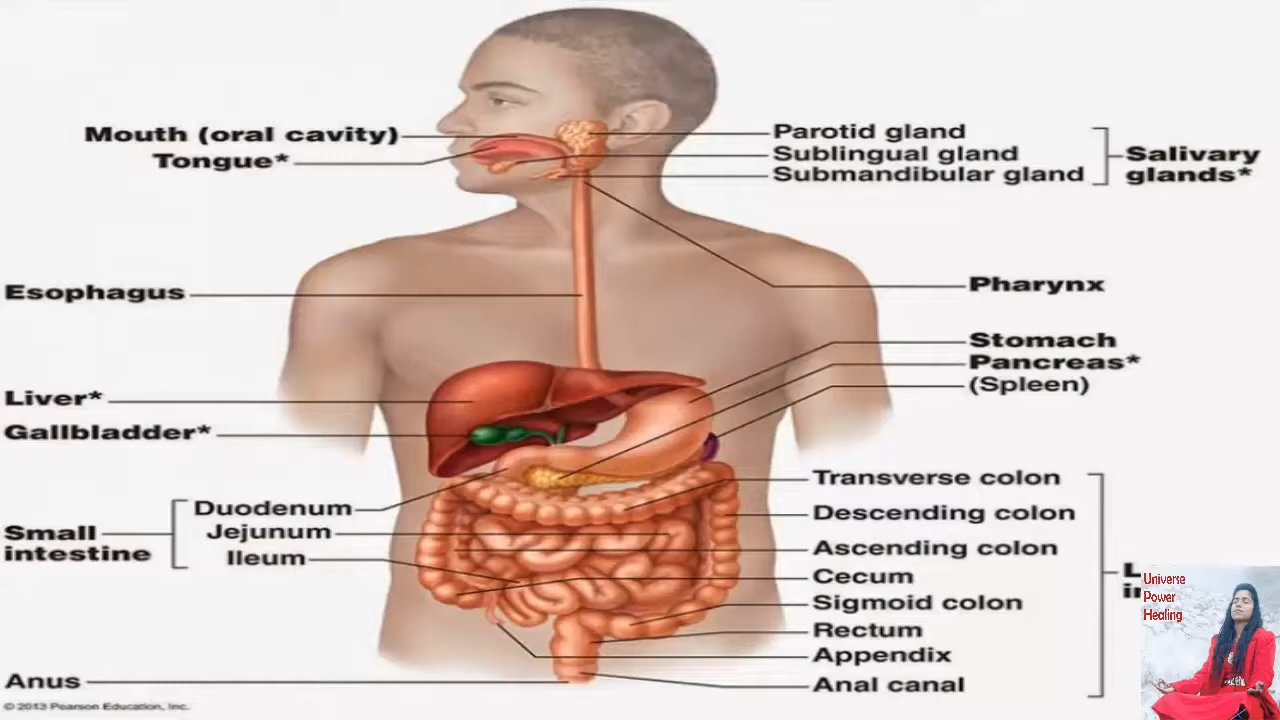 Mouth (oral cavity)
Tongue*
Parotid gland
Sublingual gland
Submandibular gland
Salivary
glands*
Esophagus
Pharynx
Stomach
Pancreas*
(Spleen)
Liver*
Gallbladder*
Small
intestine
Duodenum
Jejunum
Ileum
Transverse colon
Descending colon
Ascending colon
Cecum
Sigmoid colon
Rectum
Appendix
Anal canal
Anus
Universe
Power
Healing
© 2013 Pearson Education, Inc.